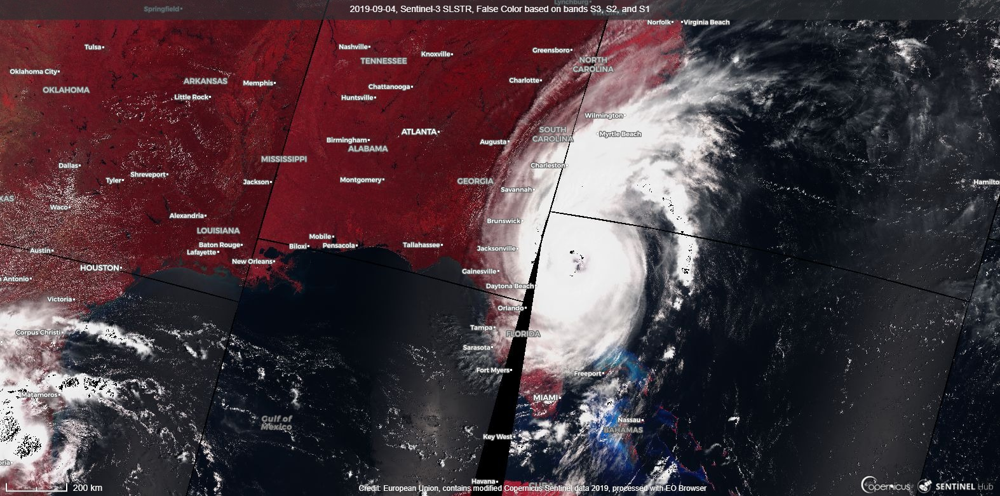 Springfield
Lynchburg
VIRGINIA
2019-09-04, Sentinel-3 SLSTR, False Color based on bands S3, S2, and S1
Norfolk
Virginia Beach
Tulsa
Nashville
Knoxville
Greensboro
TENNESSEE
NORTH
CAROLINA
Oklahoma City
OKLAHOMA
ARKANSAS
Memphis
Charlotte
Chattanooga
Little Rock
Huntsville
Wilmington
ATLANTA
SOUTH
CAROLINA
Myrtle Beach
Birmingham
ALABAMA
Augusta
MISSISSIPPI
Dallas
Charleston
Shreveport
Tyler
Jackson
Montgomery
GEORGIA
Hamilto
Savannah
XAS
Waco
Alexandria
Brunswick
LOUISIANA
Mobile
Baton Rouge
Biloxi
Pensacola
Tallahassee
Jacksonville
Austin
Lafayette
New Orleans
HOUSTON
Gainesville
n Antonio
Daytona Beach
Victoria
Orlando
Corpus Christi
Tampa
FLORIDA
Sarasota
Fort Myers
Freeport
Matamoros
MIAMI
Gulf of
Mexico
Nassau
BAHAMAS
Key West
oria
Havana
CUBA
200 km
Credit: European Union, contains modified Copernicus Sentinel data 2019, processed with EO Browser
opernicus
SENTINEL Hub